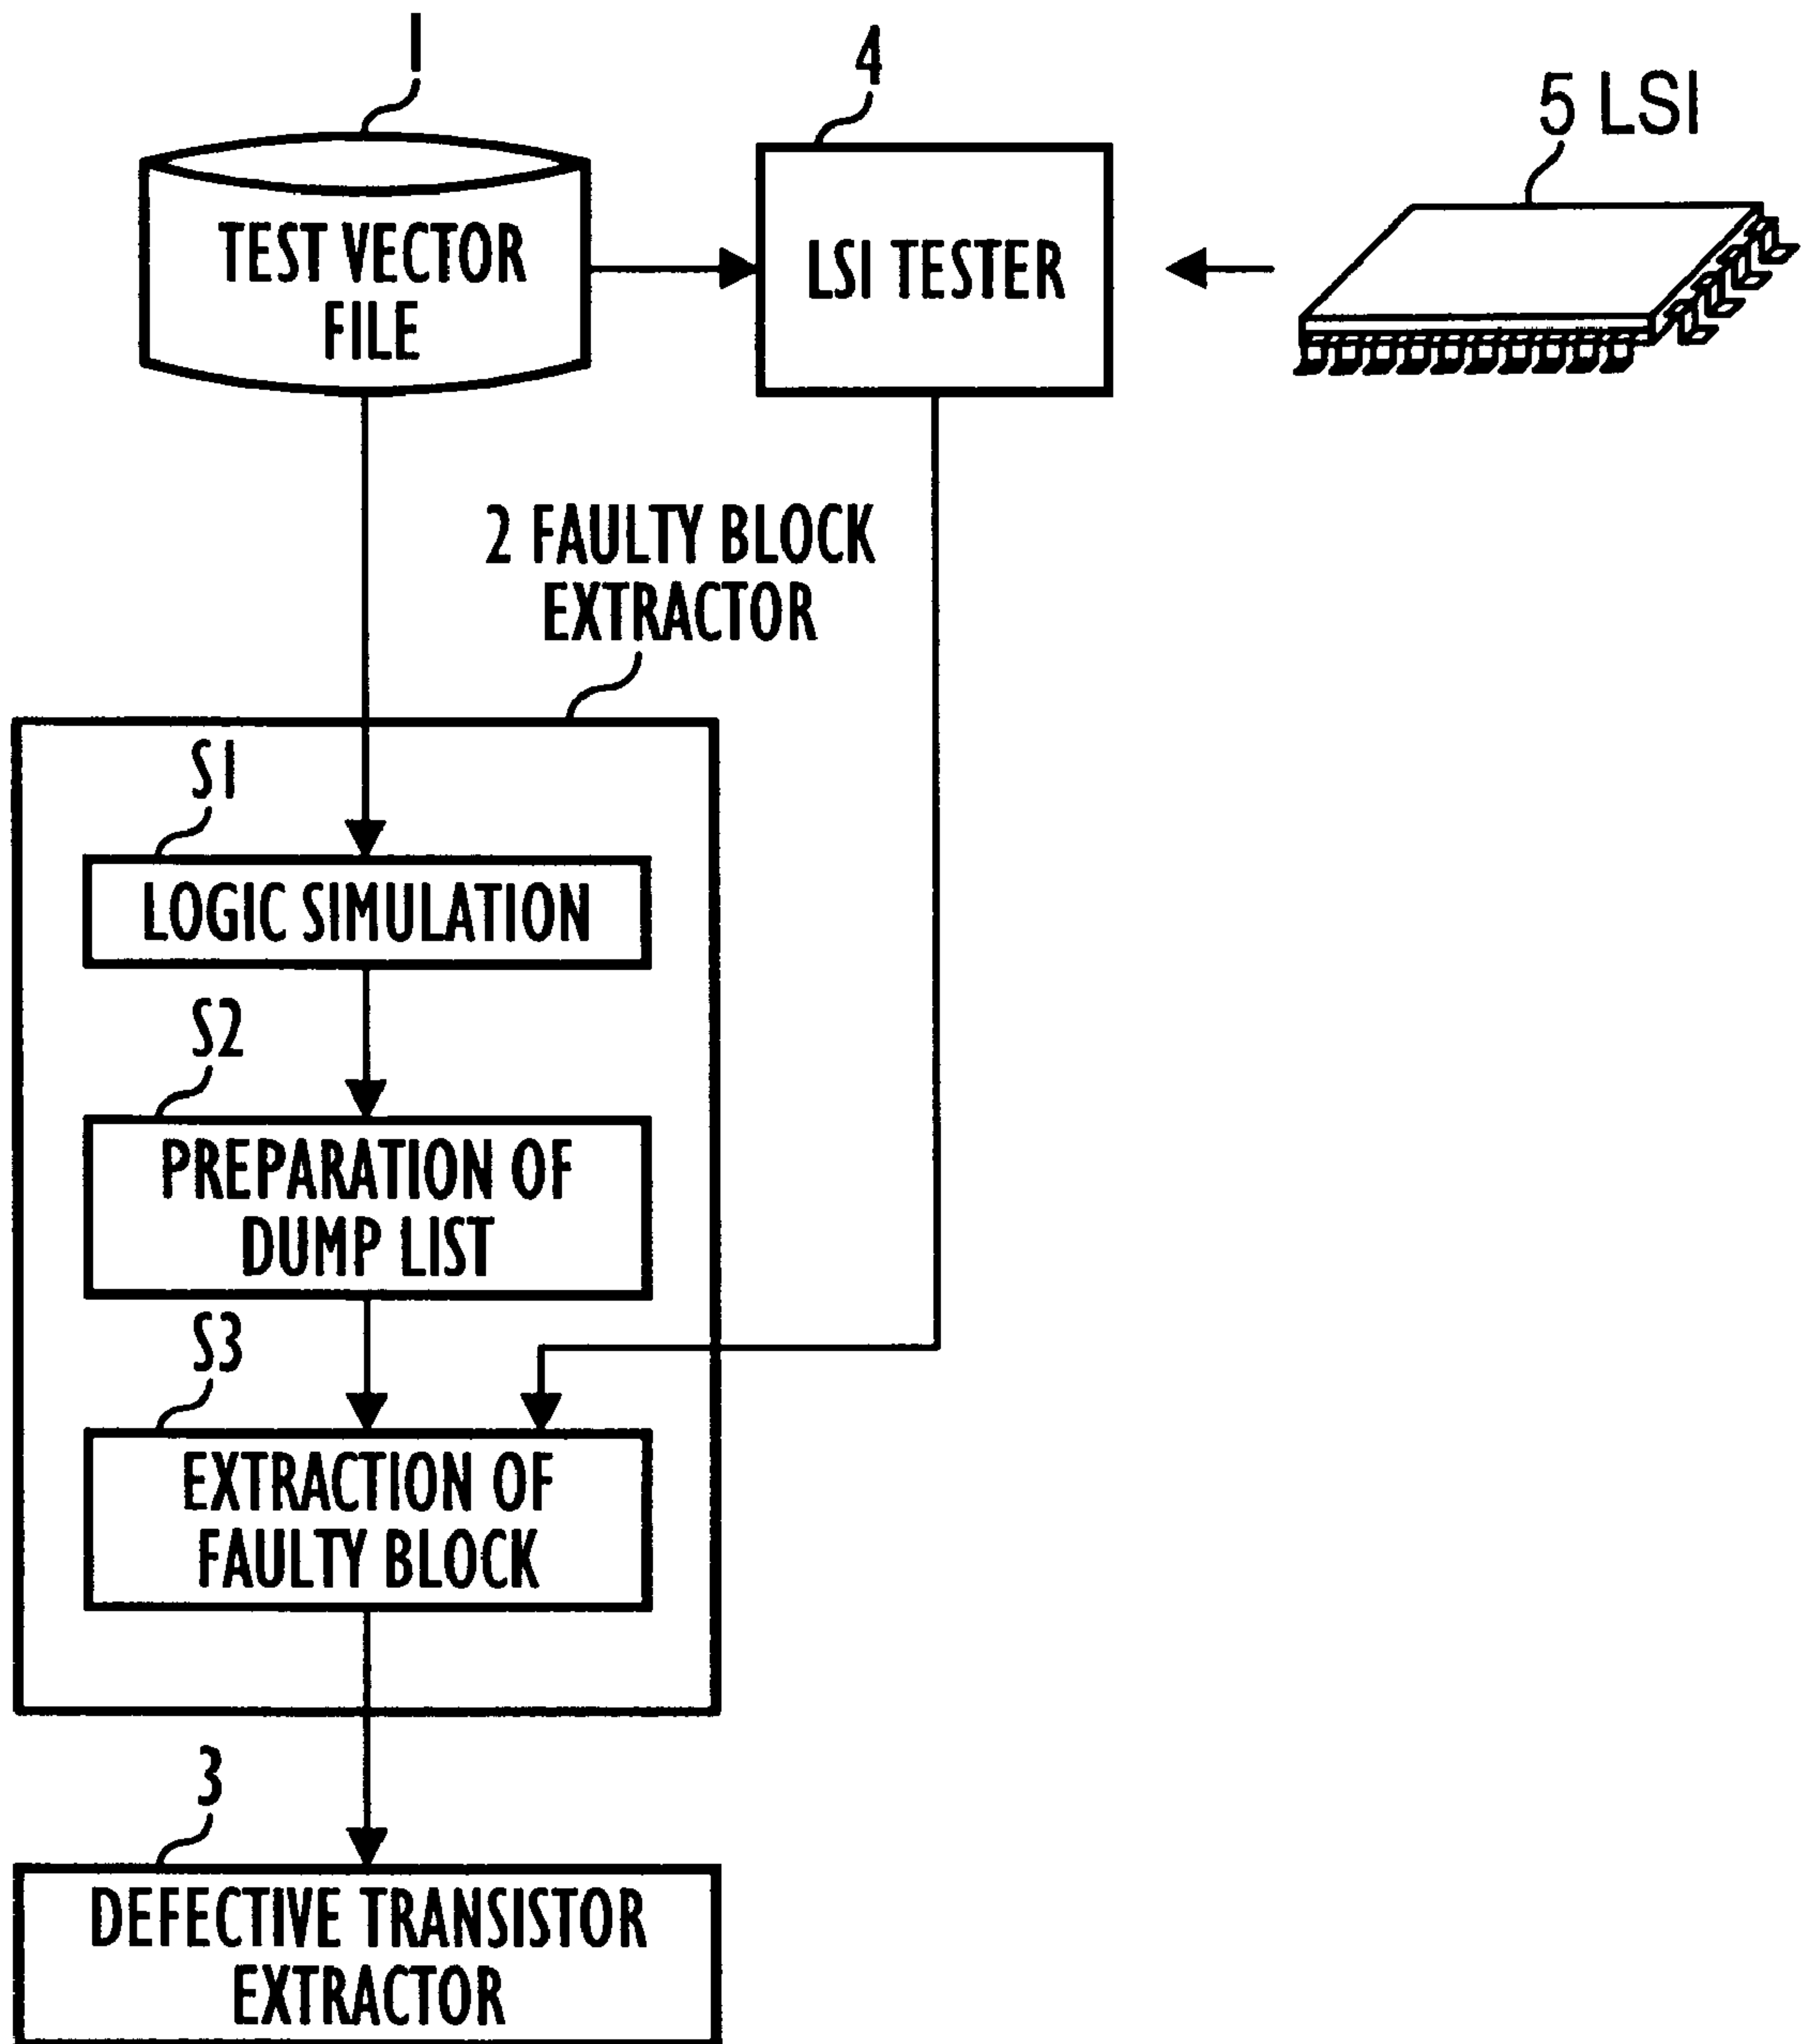 1
4
5 LSI
TEST VECTOR
FILE
LSI TESTER
2 FAULTY BLOCK
EXTRACTOR
S1
LOGIC SIMULATION
S2
PREPARATION OF
DUMP LIST
S3
EXTRACTION OF
FAULTY BLOCK
3
DEFECTIVE TRANSISTOR
EXTRACTOR